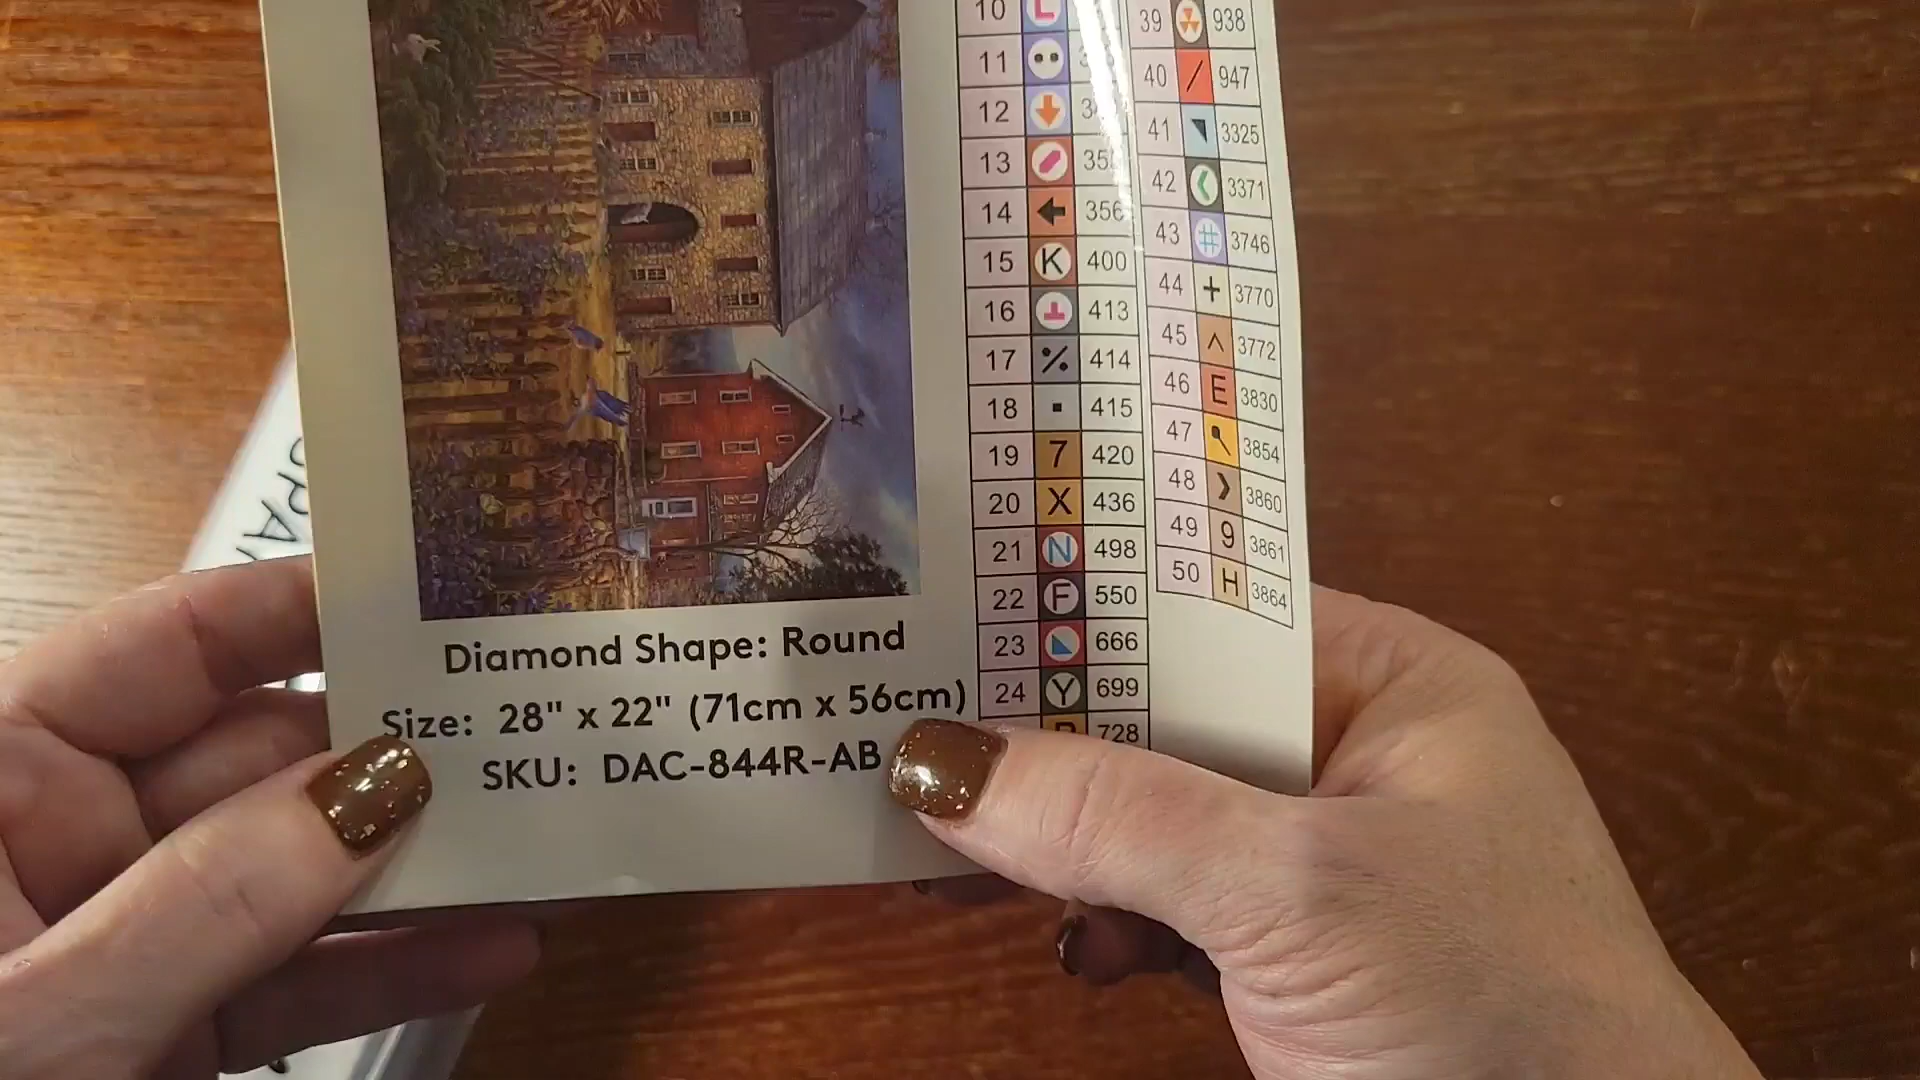 Diamond Shape: Round
Size: 28" x 22" (71cm x 56cm)
SKU: DAC-844R-AB
10 L
11
12
13
14 356
15 K 400
16 413
17 % 414
18 ▪ 415
19 7 420
20 X 436
21 N 498
22 F 550
23 666
24 Y 699
728
39 938
40 / 947
41 3325
42 3371
43 # 3746
44 + 3770
45 ^ 3772
46 E 3830
47 3854
48 3860
49 9 3861
50 H 3864